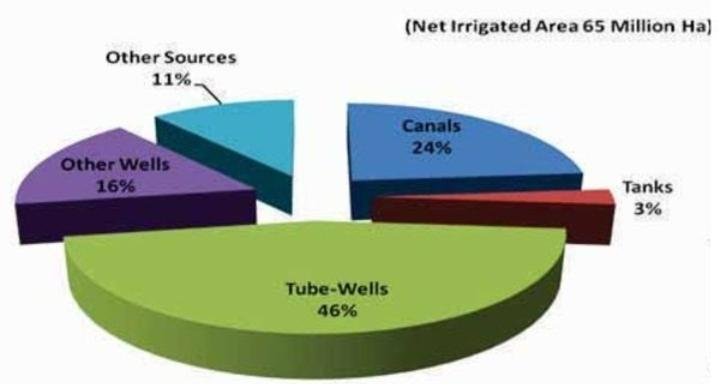 (Net Irrigated Area 65 Million Ha)
Other Sources
11%
Canals
24%
Other Wells
16%
Tanks
3%
Tube-Wells
46%